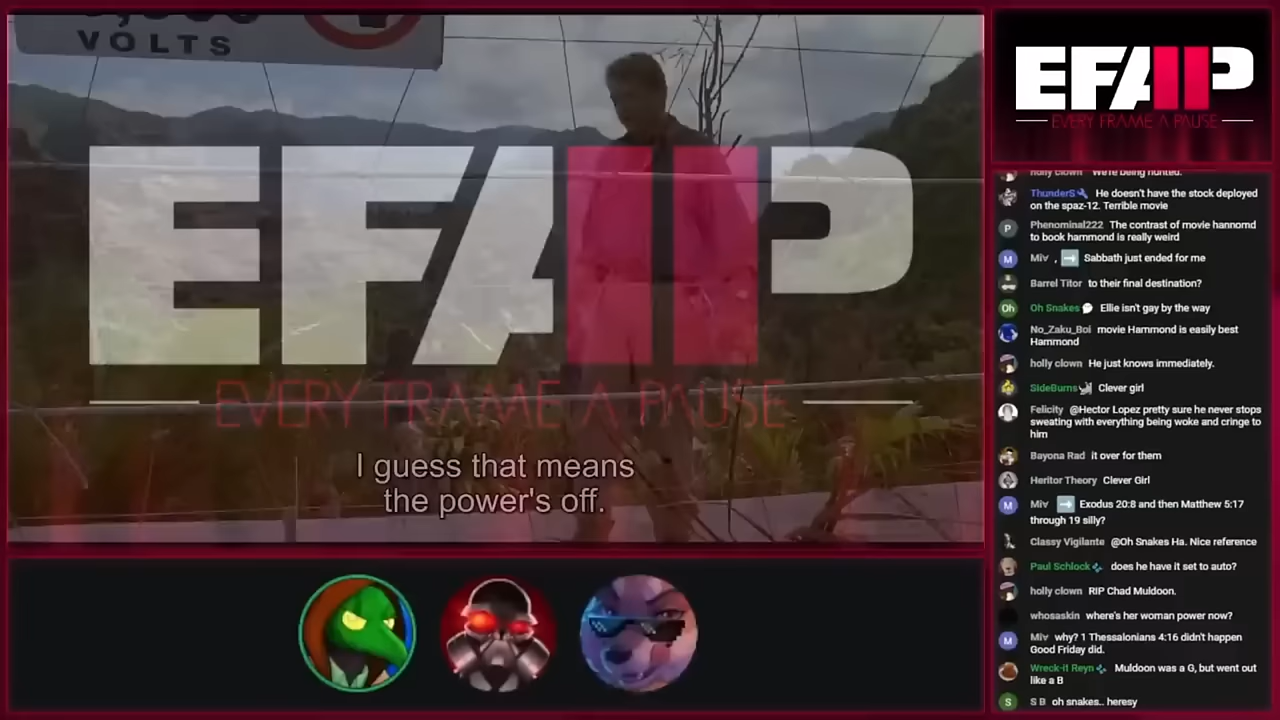 VOLTS
EFAP
EVERY FRAME A PAUSE
I guess that means
the power's off.
EFAP
EVERY FRAME A PAUSE
holly clown We're being hunted.
ThunderS🔧 He doesn't have the stock deployed
on the spaz-12. Terrible movie
P
Phenominal222 The contrast of movie hannomd
to book hammond is really weird
M
Miv , ➡ Sabbath just ended for me
Barrel Titor to their final destination?
Oh
Oh Snakes Ellie isn't gay by the way
No_Zaku_Boi movie Hammond is easily best
Hammond
holly clown He just knows immediately.
SideBurns Clever girl
Felicity @Hector Lopez pretty sure he never stops
sweating with everything being woke and cringe to
him
Bayona Rad it over for them
Heritor Theory Clever Girl
M
Miv ➡ Exodus 20:8 and then Matthew 5:17
through 19 silly?
Classy Vigilante @Oh Snakes Ha. Nice reference
Paul Schlock does he have it set to auto?
holly clown RIP Chad Muldoon.
whosaskin where's her woman power now?
M
Miv why? 1 Thessalonians 4:16 didn't happen
Good Friday did.
Wreck-it Reyn Muldoon was a G, but went out
like a B
S
S B oh snakes.. heresy